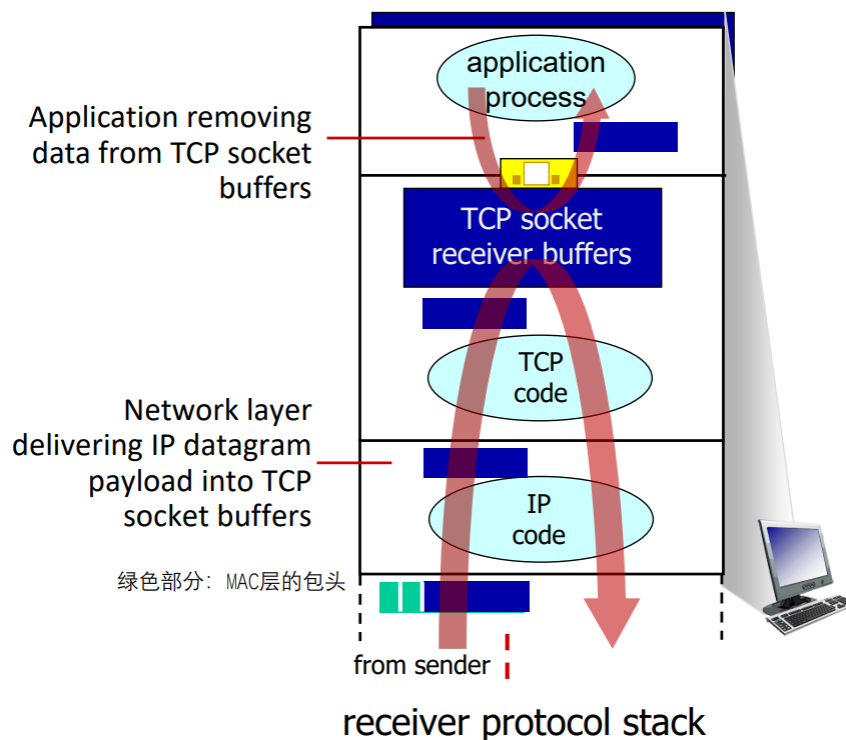 application
process
Application removing
data from TCP socket
buffers
TCP socket
receiver buffers
TCP
code
Network layer
delivering IP datagram
payload into TCP
socket buffers
IP
code
绿色部分：MAC层的包头
from sender
receiver protocol stack